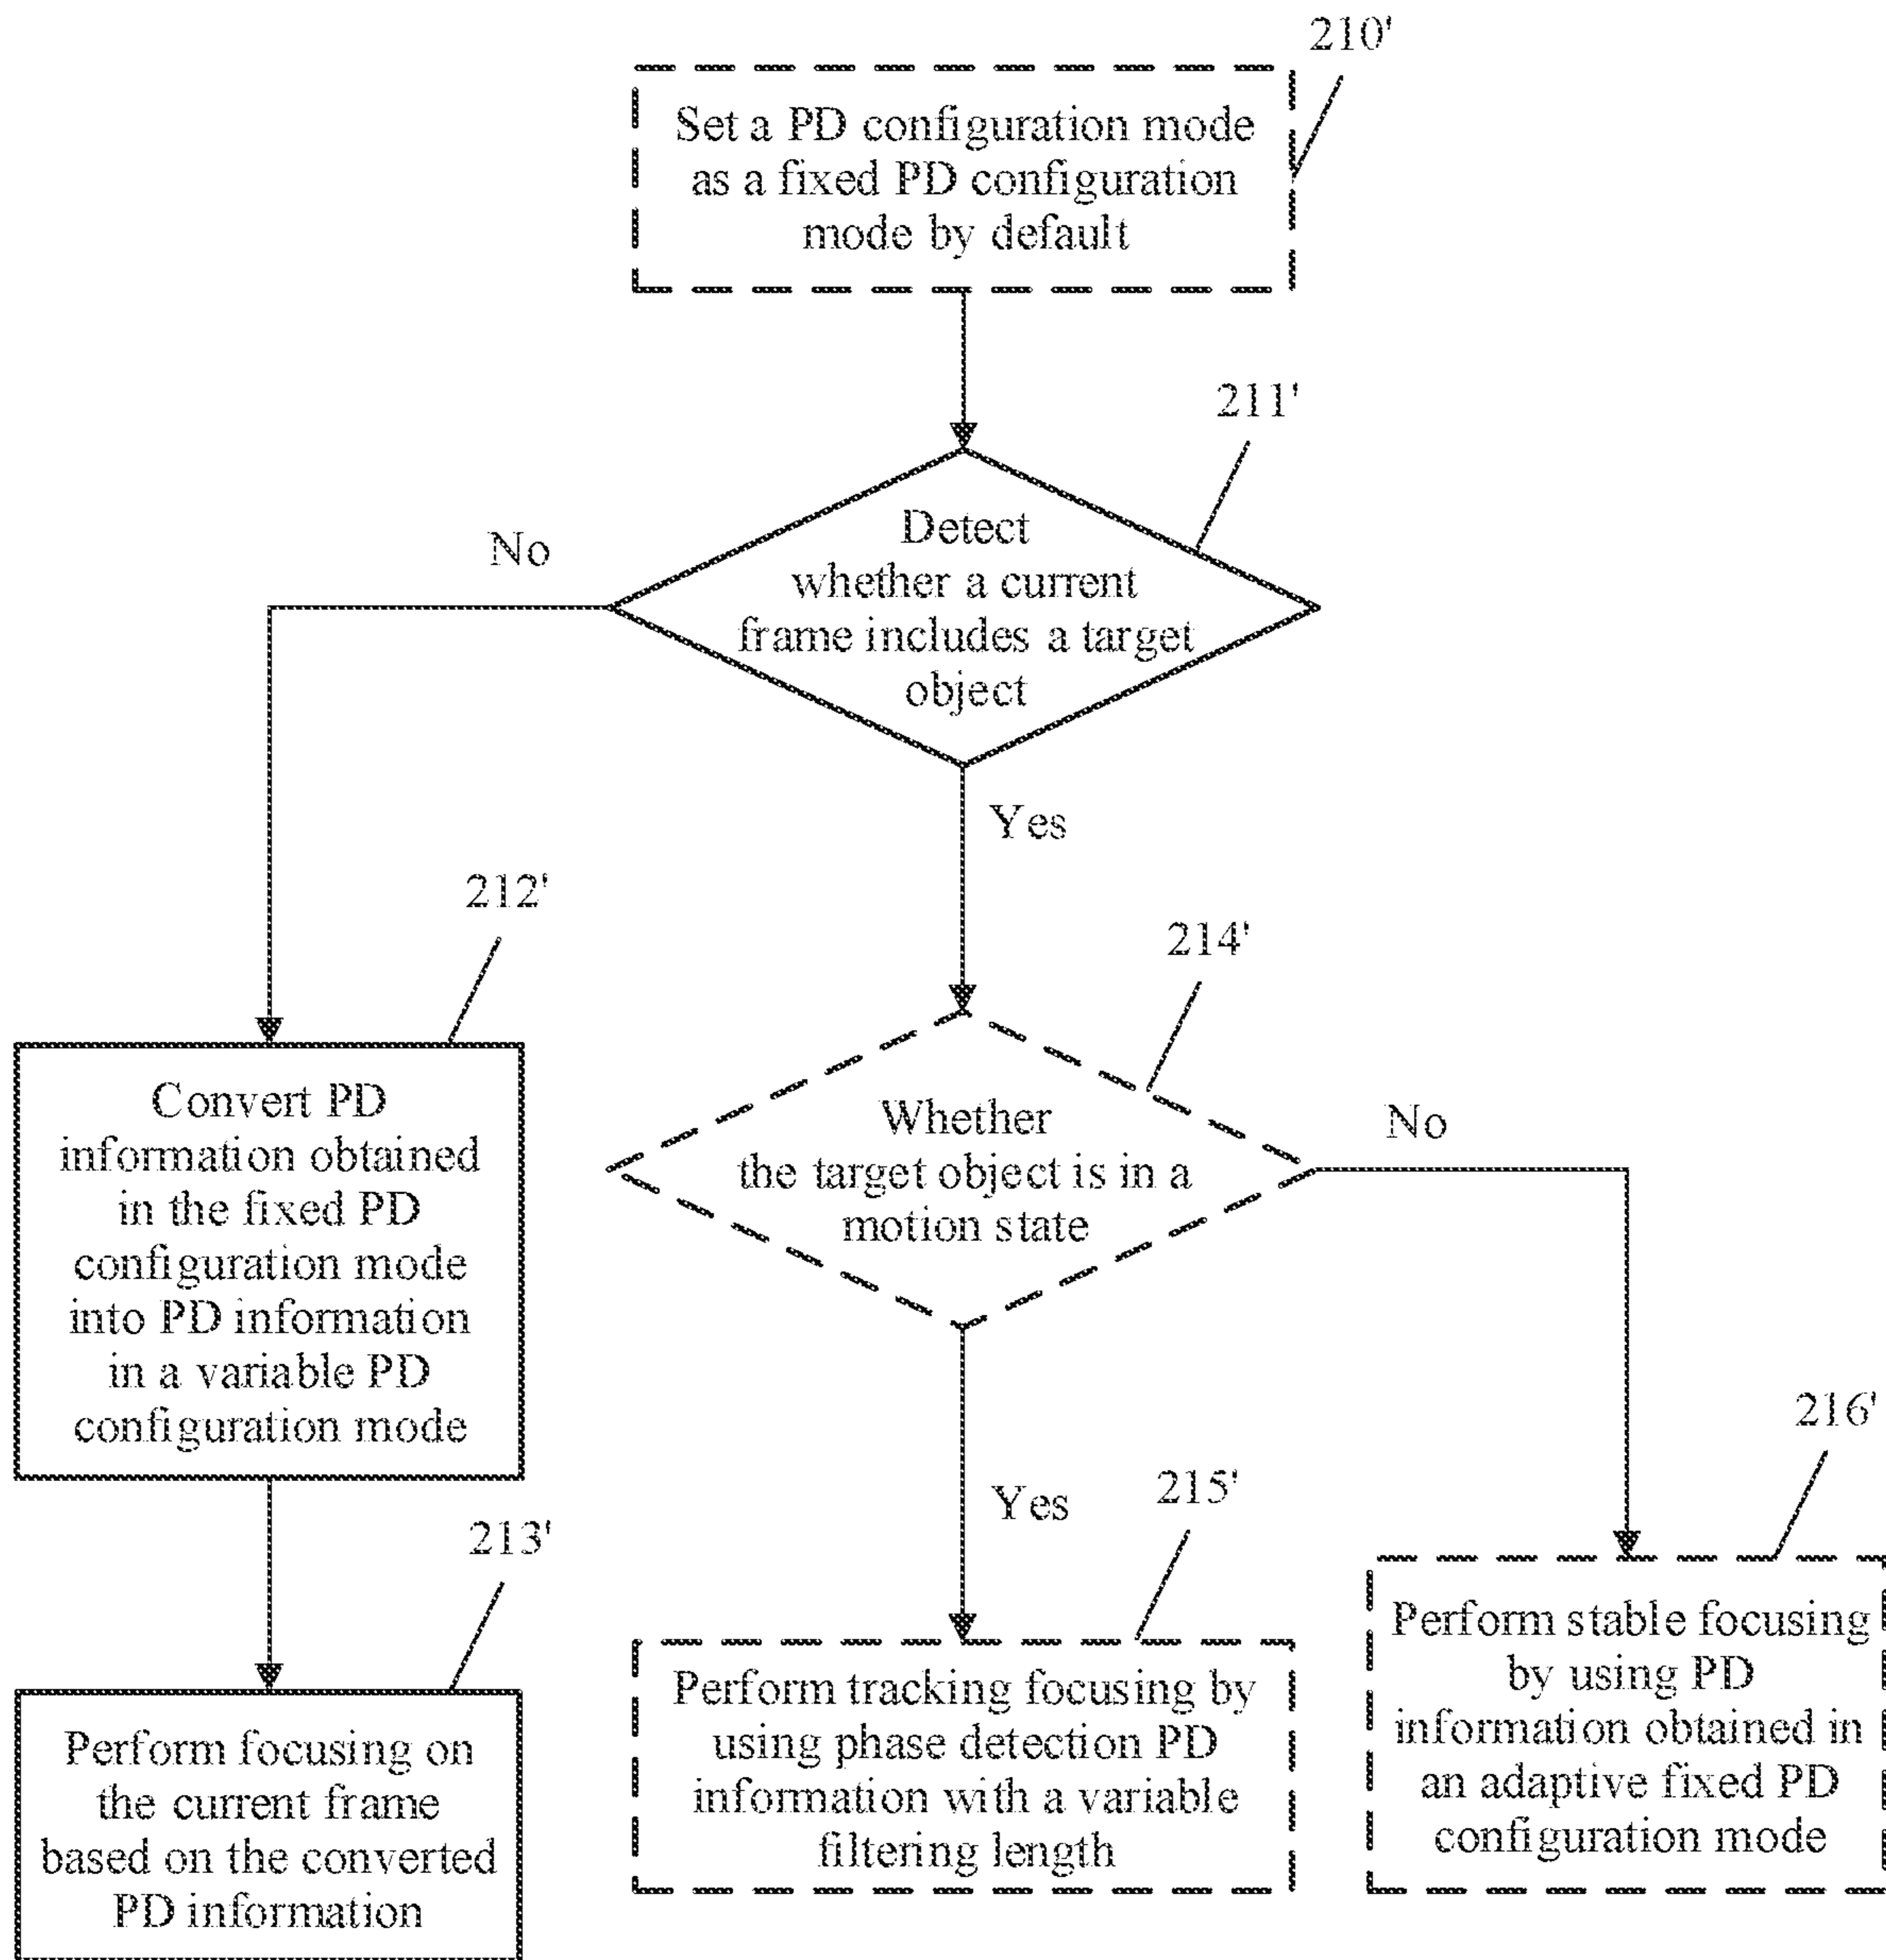 210'
Set a PD configuration mode
as a fixed PD configuration
mode by default
211'
Detect
whether a current
frame includes a target
object
No
Yes
212'
214'
Convert PD
information obtained
in the fixed PD
configuration mode
into PD information
in a variable PD
configuration mode
Whether
the target object is in a
motion state
No
Yes
213'
215'
216'
Perform focusing on
the current frame
based on the converted
PD information
Perform tracking focusing by
using phase detection PD
information with a variable
filtering length
Perform stable focusing
by using PD
information obtained in
an adaptive fixed PD
configuration mode